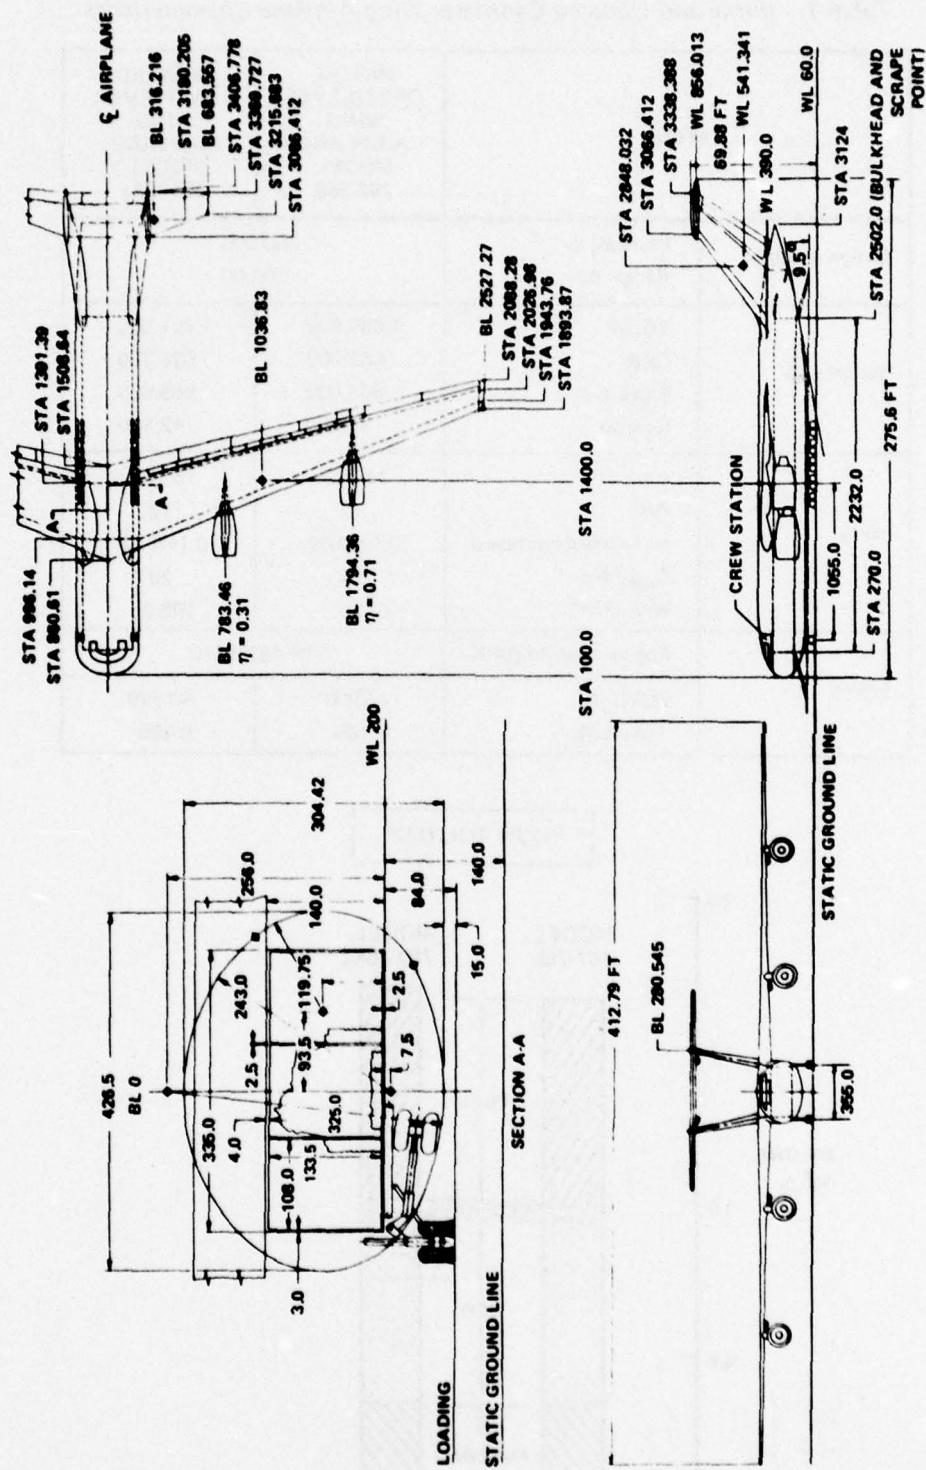 ℄ AIRPLANE
BL 316.216
STA 3180.205
BL 683.557
STA 3406.778
STA 3369.727
STA 3215.883
STA 3096.412
STA 1391.39
STA 1508.64
STA 996.14
STA 860.61
A
A
BL 1036.83
BL 783.46
η = 0.31
BL 1794.36
η = 0.71
BL 2527.27
STA 2088.28
STA 2026.96
STA 1943.76
STA 1893.87
STA 2848.032
STA 3066.412
STA 3338.388
WL 856.013
69.88 FT
WL 541.341
WL 390.0
WL 60.0
9.5°
STA 3124
STA 2502.0 (BULKHEAD AND
SCRAPE
POINT)
STA 1400.0
STA 100.0
CREW STATION
1055.0
2232.0
STA 270.0
275.6 FT
STATIC GROUND LINE
426.5
BL 0
335.0
4.0
2.5
243.0
256.0
304.42
WL 200
140.0
119.75
93.5
325.0
133.5
108.0
3.0
2.5
7.5
84.0
140.0
15.0
SECTION A-A
LOADING
STATIC GROUND LINE
412.79 FT
BL 280.545
355.0
STATIC GROUND LINE